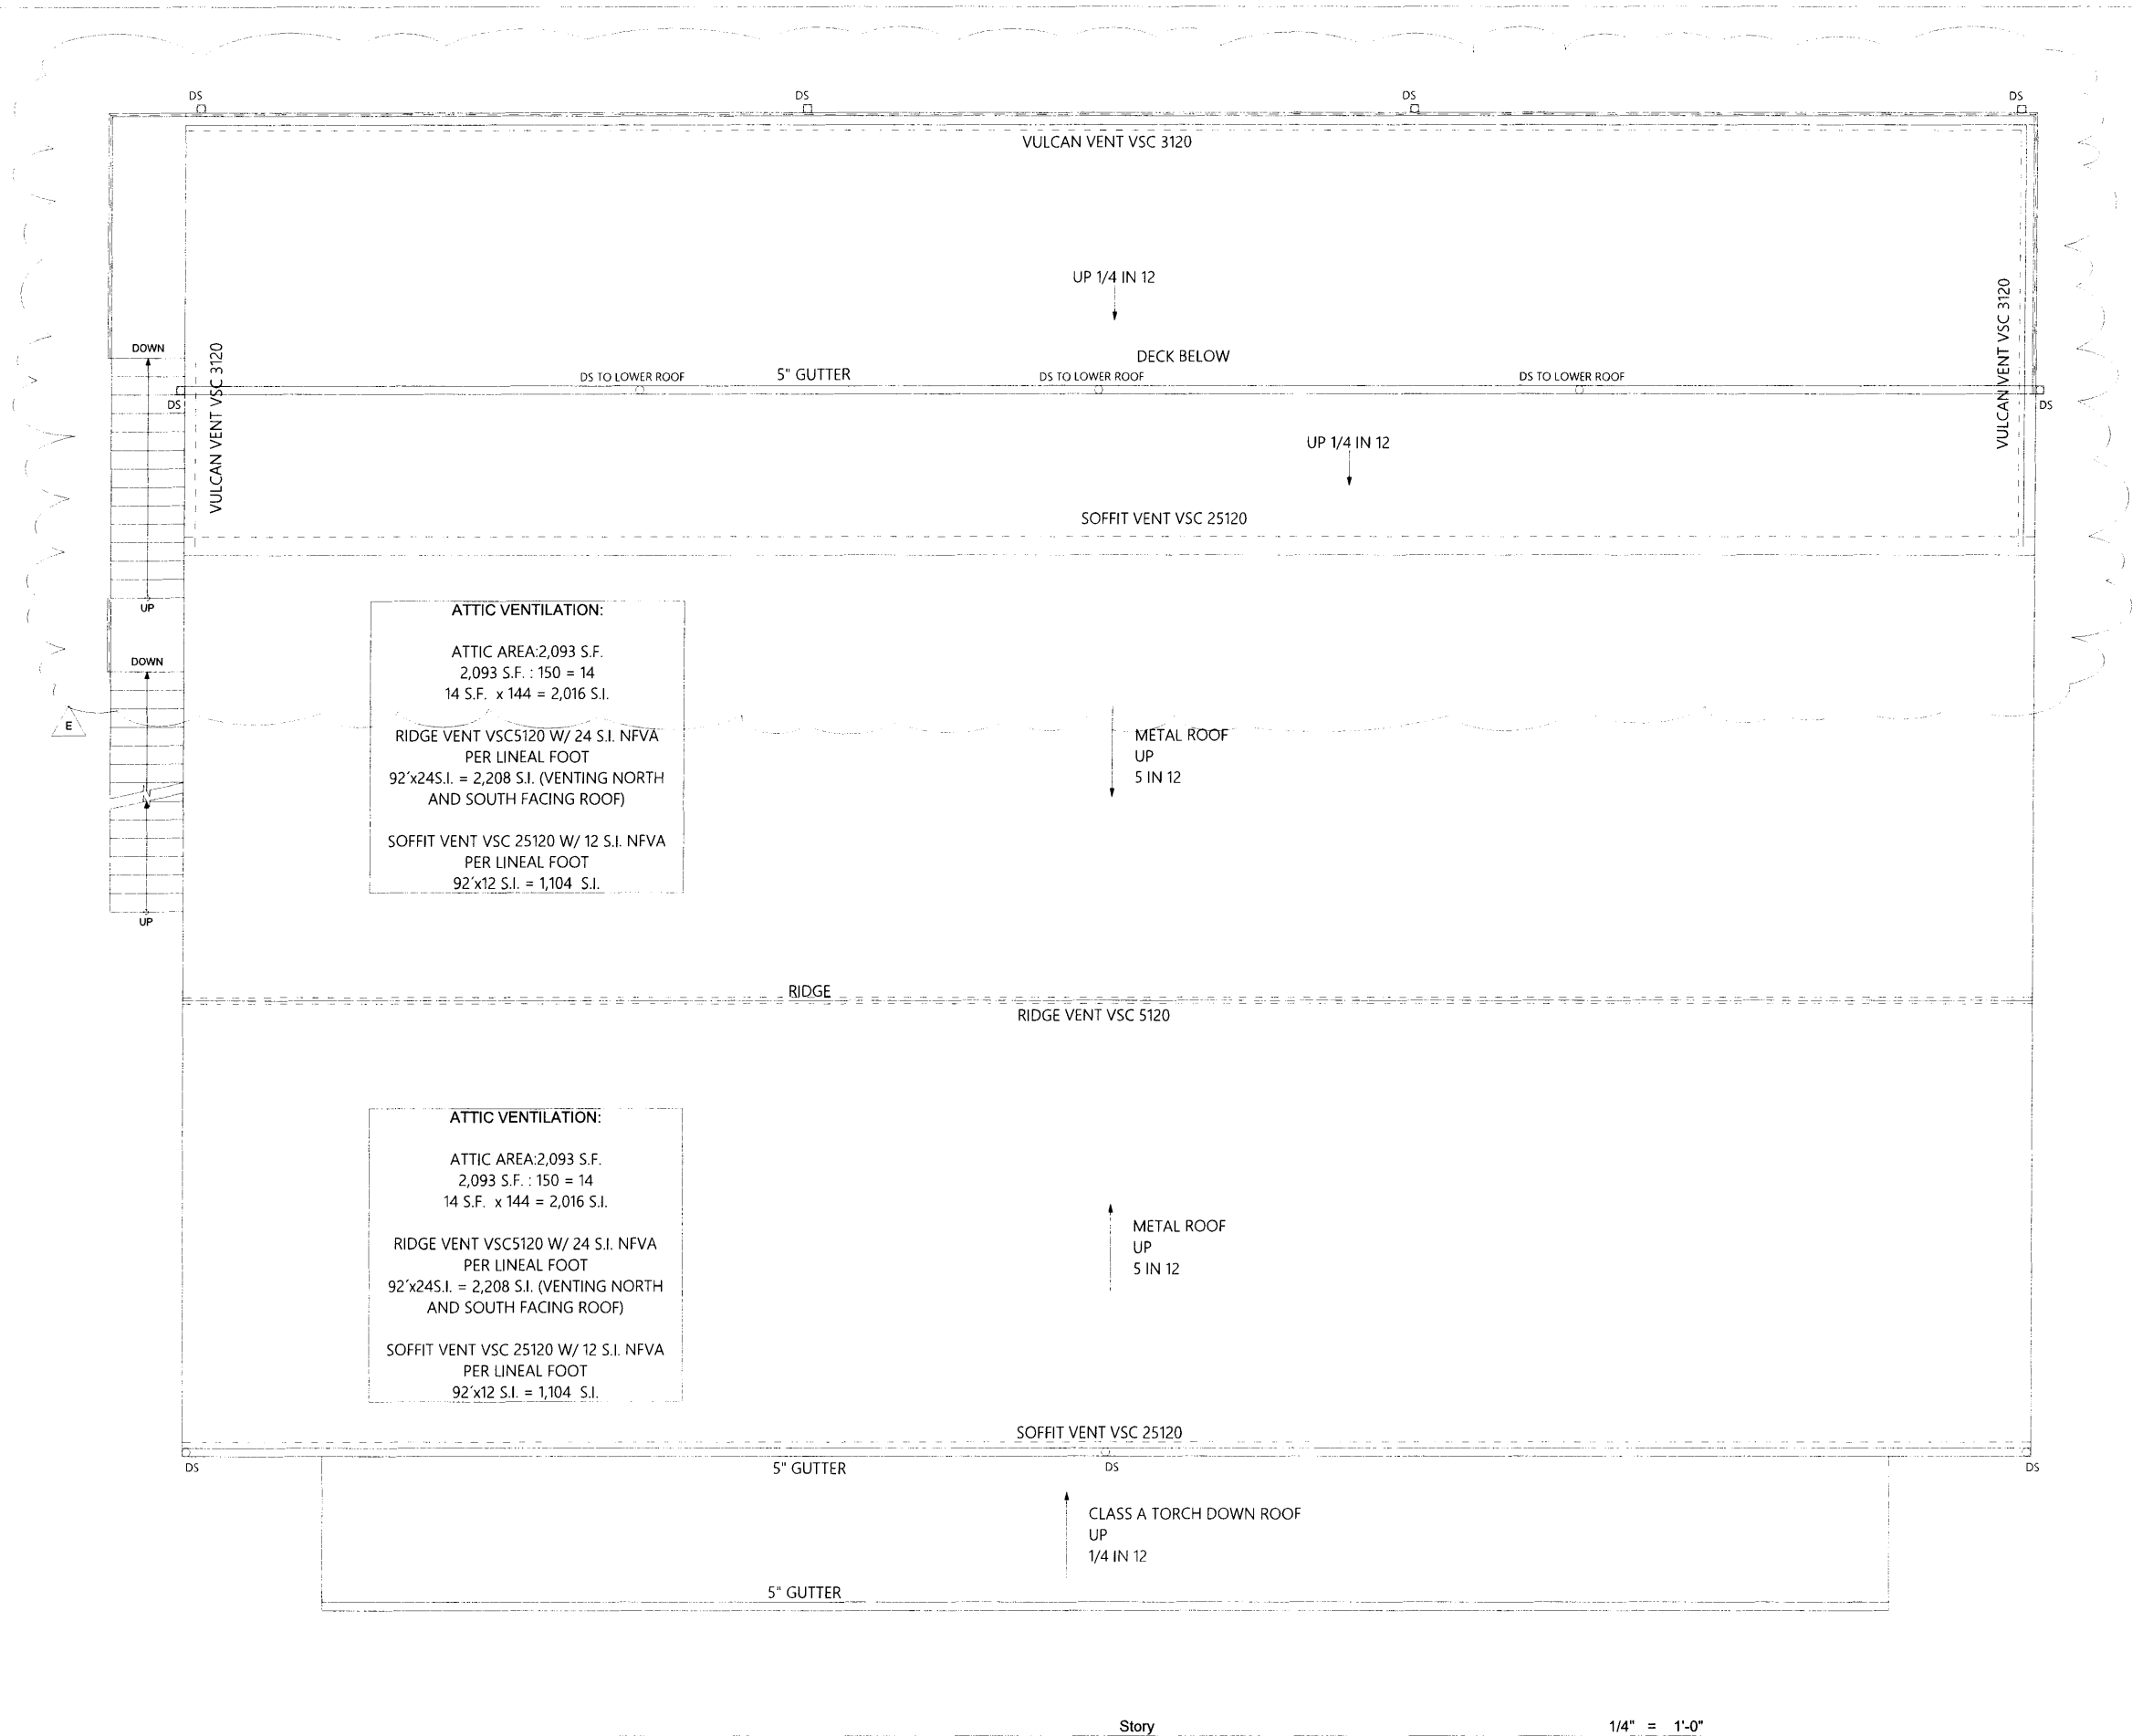 DS
DS
DS
DS
VULCAN VENT VSC 3120
UP 1/4 IN 12
VULCAN VENT VSC 3120
DOWN
VULCAN VENT VSC 3120
DECK BELOW
DS TO LOWER ROOF
5" GUTTER
DS TO LOWER ROOF
DS TO LOWER ROOF
DS
DS
UP 1/4 IN 12
SOFFIT VENT VSC 25120
UP
ATTIC VENTILATION:
ATTIC AREA:2,093 S.F.
2,093 S.F. : 150 = 14
14 S.F. x 144 = 2,016 S.I.
RIDGE VENT VSC5120 W/ 24 S.I. NFVA
PER LINEAL FOOT
92'x24S.I. = 2,208 S.I. (VENTING NORTH
AND SOUTH FACING ROOF)
SOFFIT VENT VSC 25120 W/ 12 S.I. NFVA
PER LINEAL FOOT
92'x12 S.I. = 1,104 S.I.
DOWN
E
METAL ROOF
UP
5 IN 12
UP
RIDGE
RIDGE VENT VSC 5120
ATTIC VENTILATION:
ATTIC AREA:2,093 S.F.
2,093 S.F. : 150 = 14
14 S.F. x 144 = 2,016 S.I.
RIDGE VENT VSC5120 W/ 24 S.I. NFVA
PER LINEAL FOOT
92'x24S.I. = 2,208 S.I. (VENTING NORTH
AND SOUTH FACING ROOF)
SOFFIT VENT VSC 25120 W/ 12 S.I. NFVA
PER LINEAL FOOT
92'x12 S.I. = 1,104 S.I.
METAL ROOF
UP
5 IN 12
SOFFIT VENT VSC 25120
DS
5" GUTTER
DS
DS
CLASS A TORCH DOWN ROOF
UP
1/4 IN 12
5" GUTTER
Story
1/4" = 1'-0"